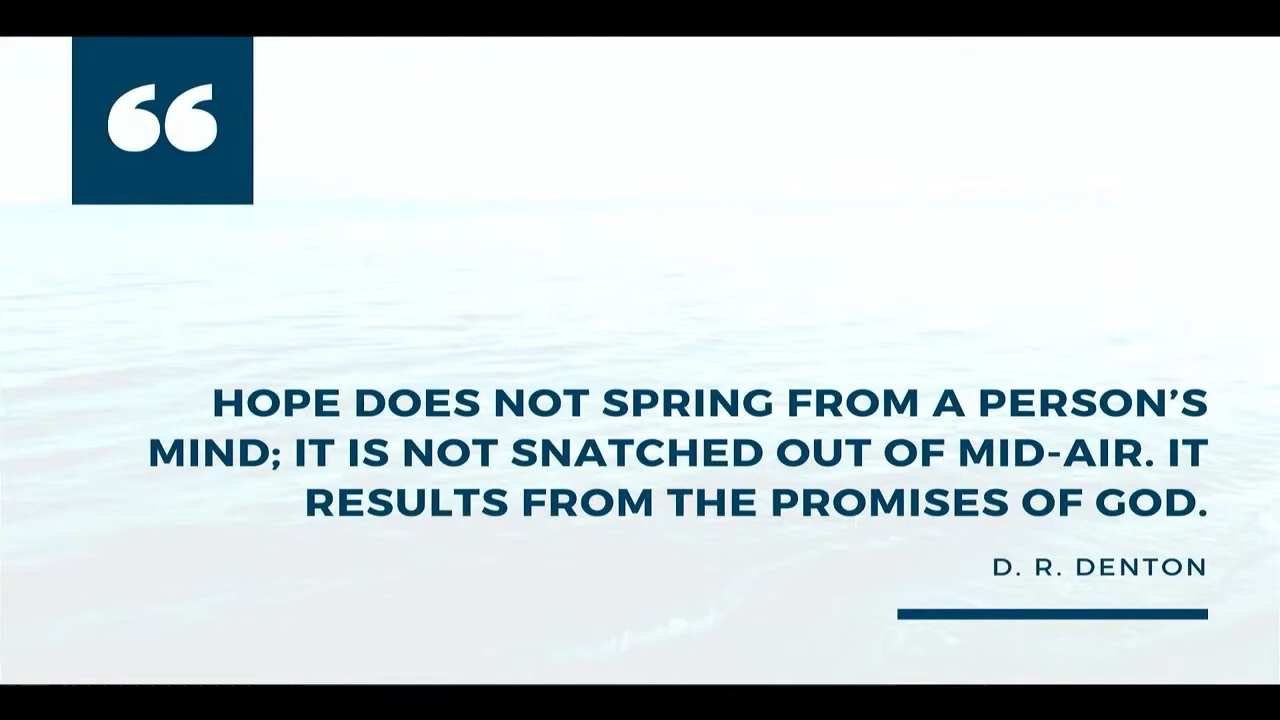 “
HOPE DOES NOT SPRING FROM A PERSON’S
MIND; IT IS NOT SNATCHED OUT OF MID-AIR. IT
RESULTS FROM THE PROMISES OF GOD.
D. R. DENTON